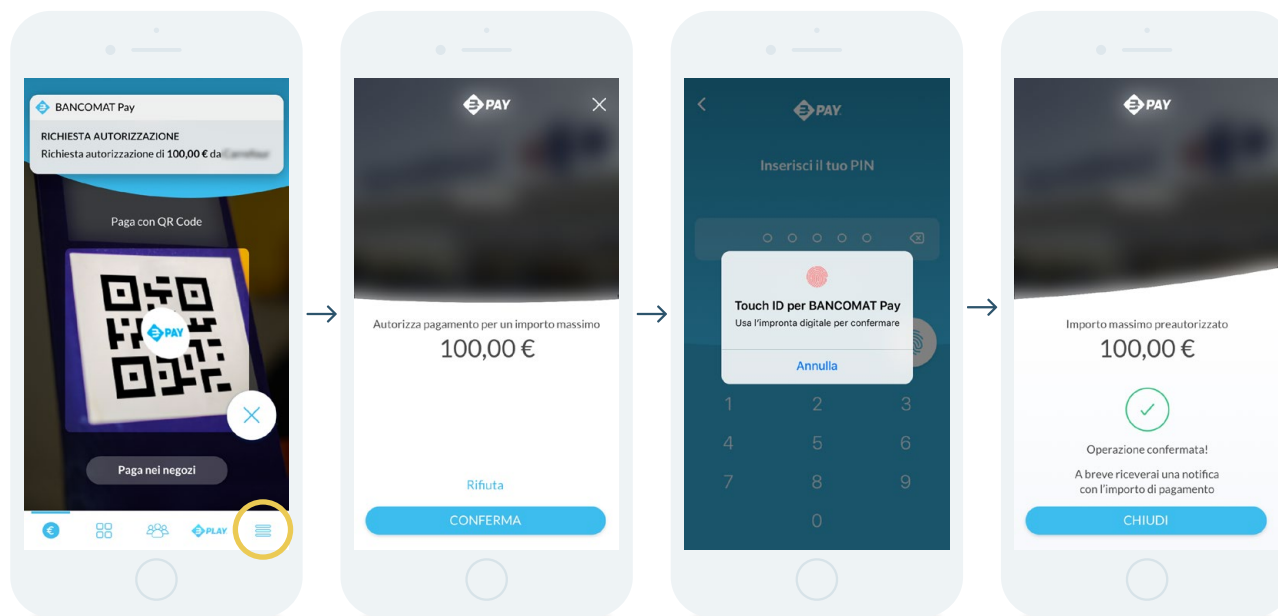 BANCOMAT Pay
RICHIESTA AUTORIZZAZIONE
Richiesta autorizzazione di 100,00 € da
Paga con QR Code
PAY
Paga nei negozi
€
PLAY
PAY
Autorizza pagamento per un importo massimo
100,00 €
Rifiuta
CONFERMA
PAY
Inserisci il tuo PIN
Touch ID per BANCOMAT Pay
Usa l'impronta digitale per confermare
Annulla
1 2 3
4 5 6
7 8 9
0
PAY
Importo massimo preautorizzato
100,00 €
Operazione confermata!
A breve riceverai una notifica
con l'importo di pagamento
CHIUDI